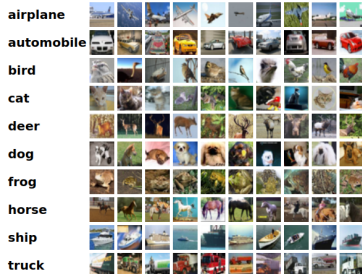 airplane
automobile
bird
cat
deer
dog
frog
horse
ship
truck